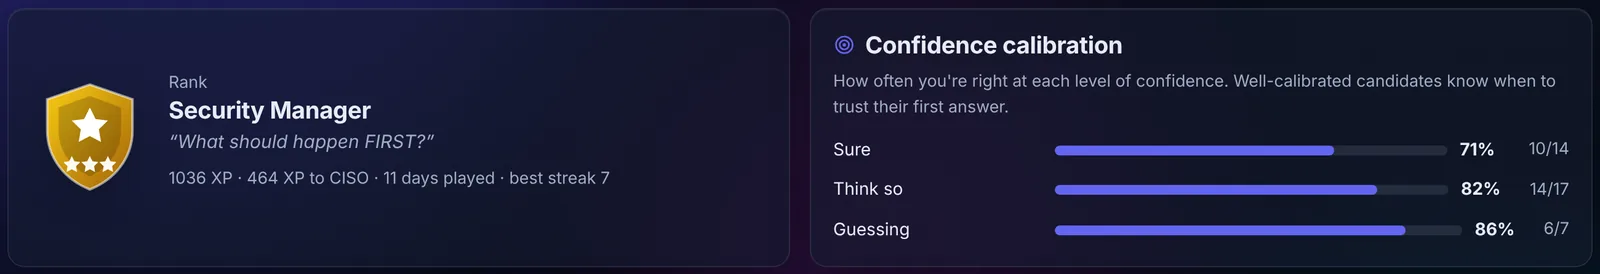 Rank
Security Manager
“What should happen FIRST?”
1036 XP · 464 XP to CISO · 11 days played · best streak 7
Confidence calibration
How often you're right at each level of confidence. Well-calibrated candidates know when to
trust their first answer.
Sure 71% 10/14
Think so 82% 14/17
Guessing 86% 6/7